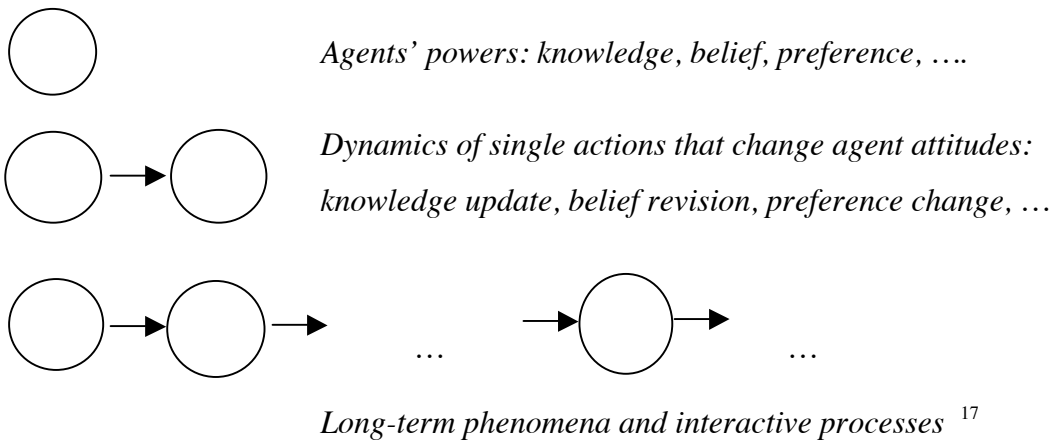 Agents’ powers: knowledge, belief, preference, ….
Dynamics of single actions that change agent attitudes:
knowledge update, belief revision, preference change, …
… …
Long-term phenomena and interactive processes 17